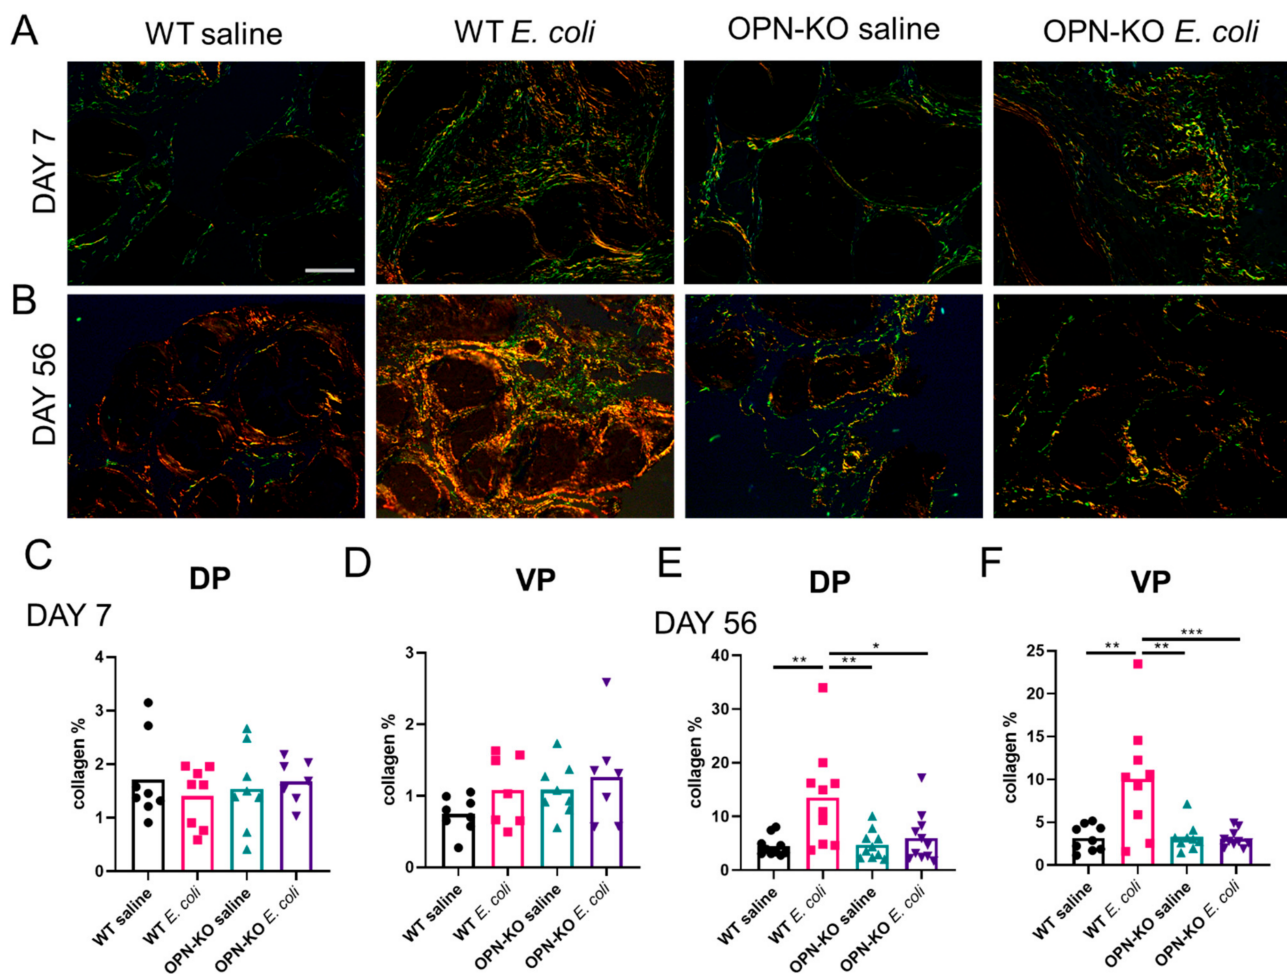 A
WT saline
WT E. coli
OPN-KO saline
OPN-KO E. coli
DAY 7
B
DAY 56
C
DP
D
VP
E
DP
F
VP
DAY 7
DAY 56
collagen %
4
3
2
1
0
WT saline
WT E. coli
OPN-KO saline
OPN-KO E. coli
collagen %
3
2
1
0
WT saline
WT E. coli
OPN-KO saline
OPN-KO E. coli
collagen %
40
30
20
10
0
**
**
*
WT saline
WT E. coli
OPN-KO saline
OPN-KO E. coli
collagen %
25
20
15
10
5
0
**
**
***
WT saline
WT E. coli
OPN-KO saline
OPN-KO E. coli